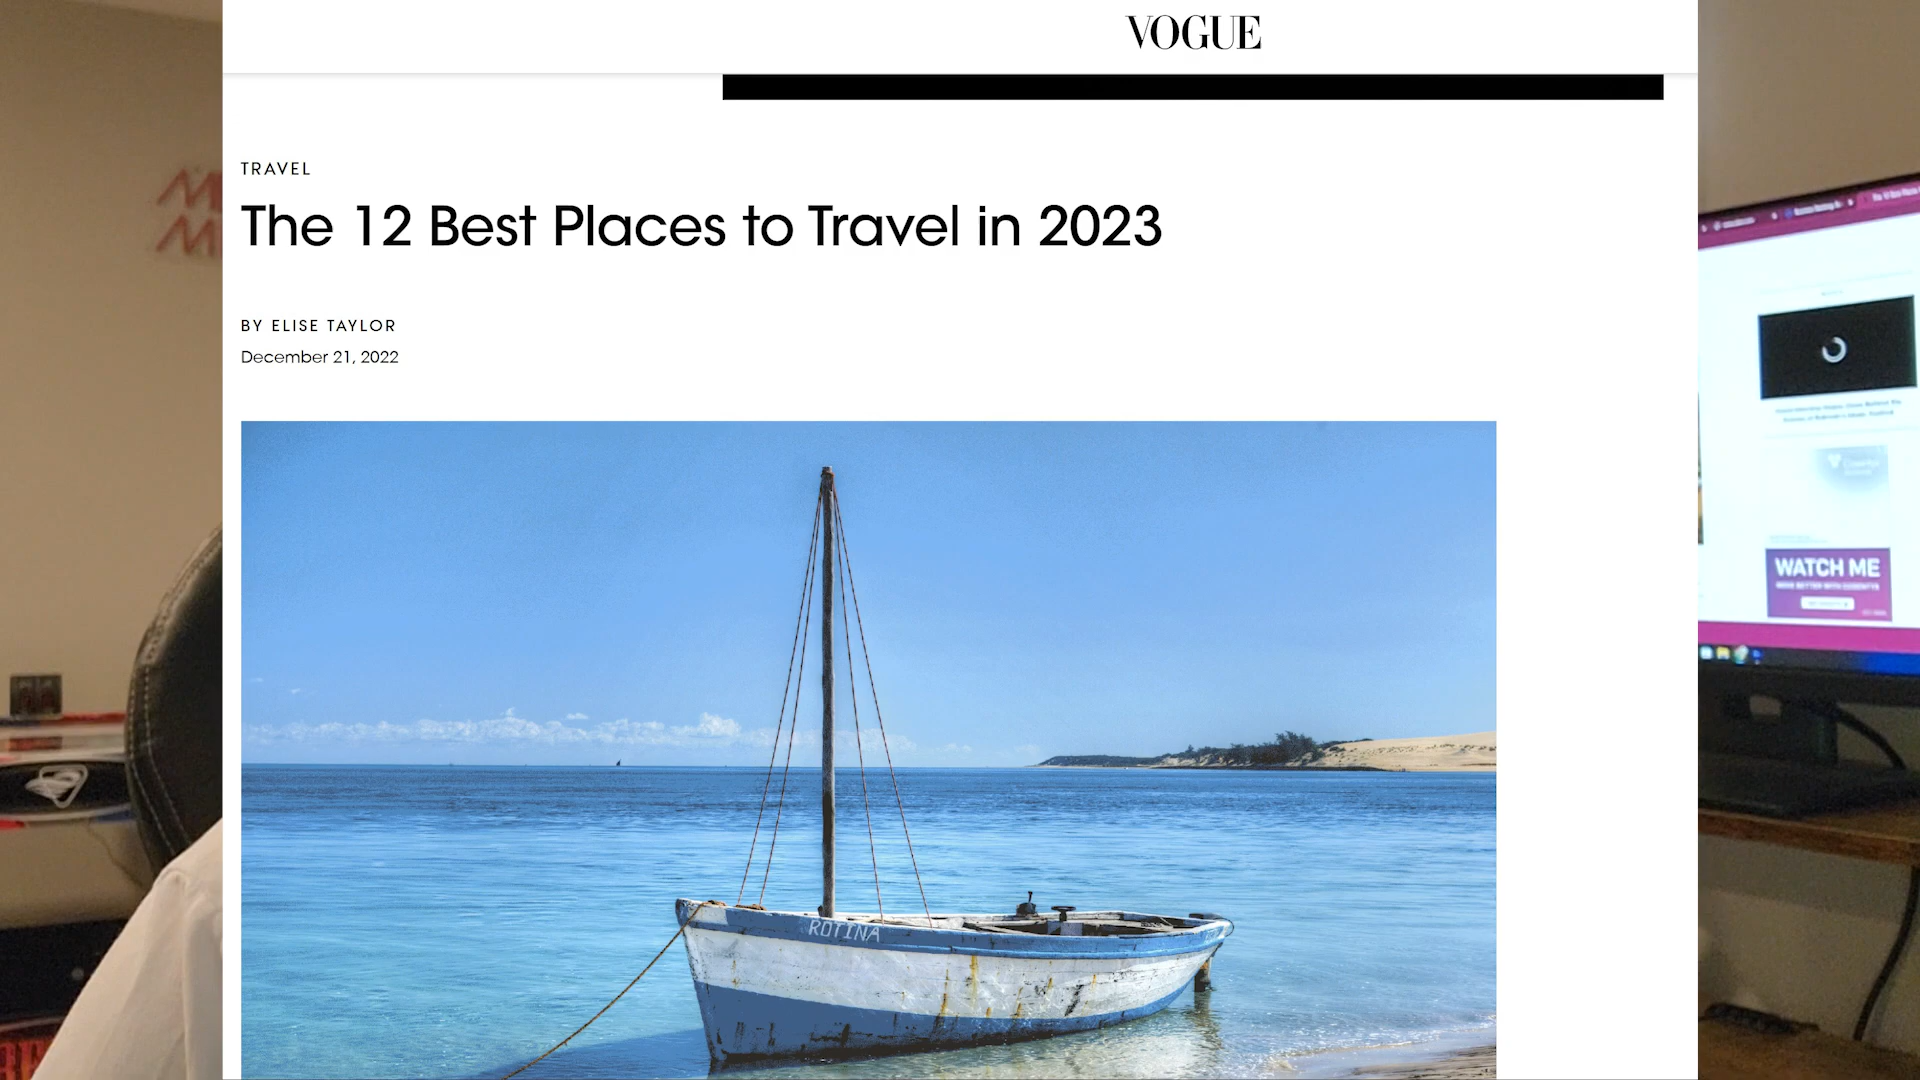 VOGUE
TRAVEL
The 12 Best Places to Travel in 2023
BY ELISE TAYLOR
December 21, 2022
ROTINA
WATCH ME